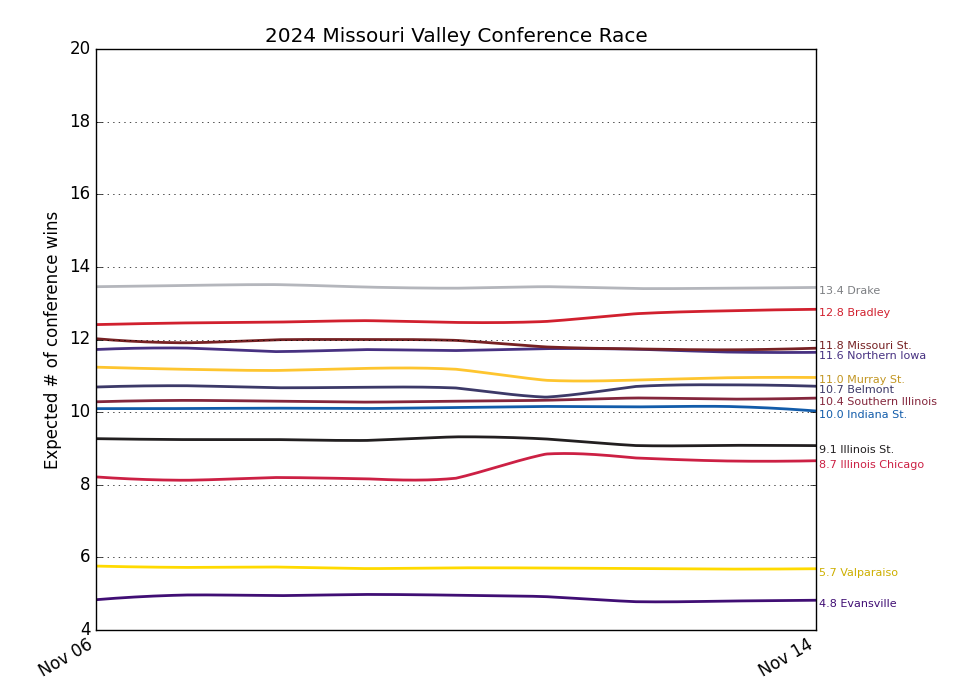 2024 Missouri Valley Conference Race
Expected # of conference wins
20
18
16
14
12
10
8
6
4
Nov 06
Nov 14
13.4 Drake
12.8 Bradley
11.8 Missouri St.
11.6 Northern Iowa
11.0 Murray St.
10.7 Belmont
10.4 Southern Illinois
10.0 Indiana St.
9.1 Illinois St.
8.7 Illinois Chicago
5.7 Valparaiso
4.8 Evansville